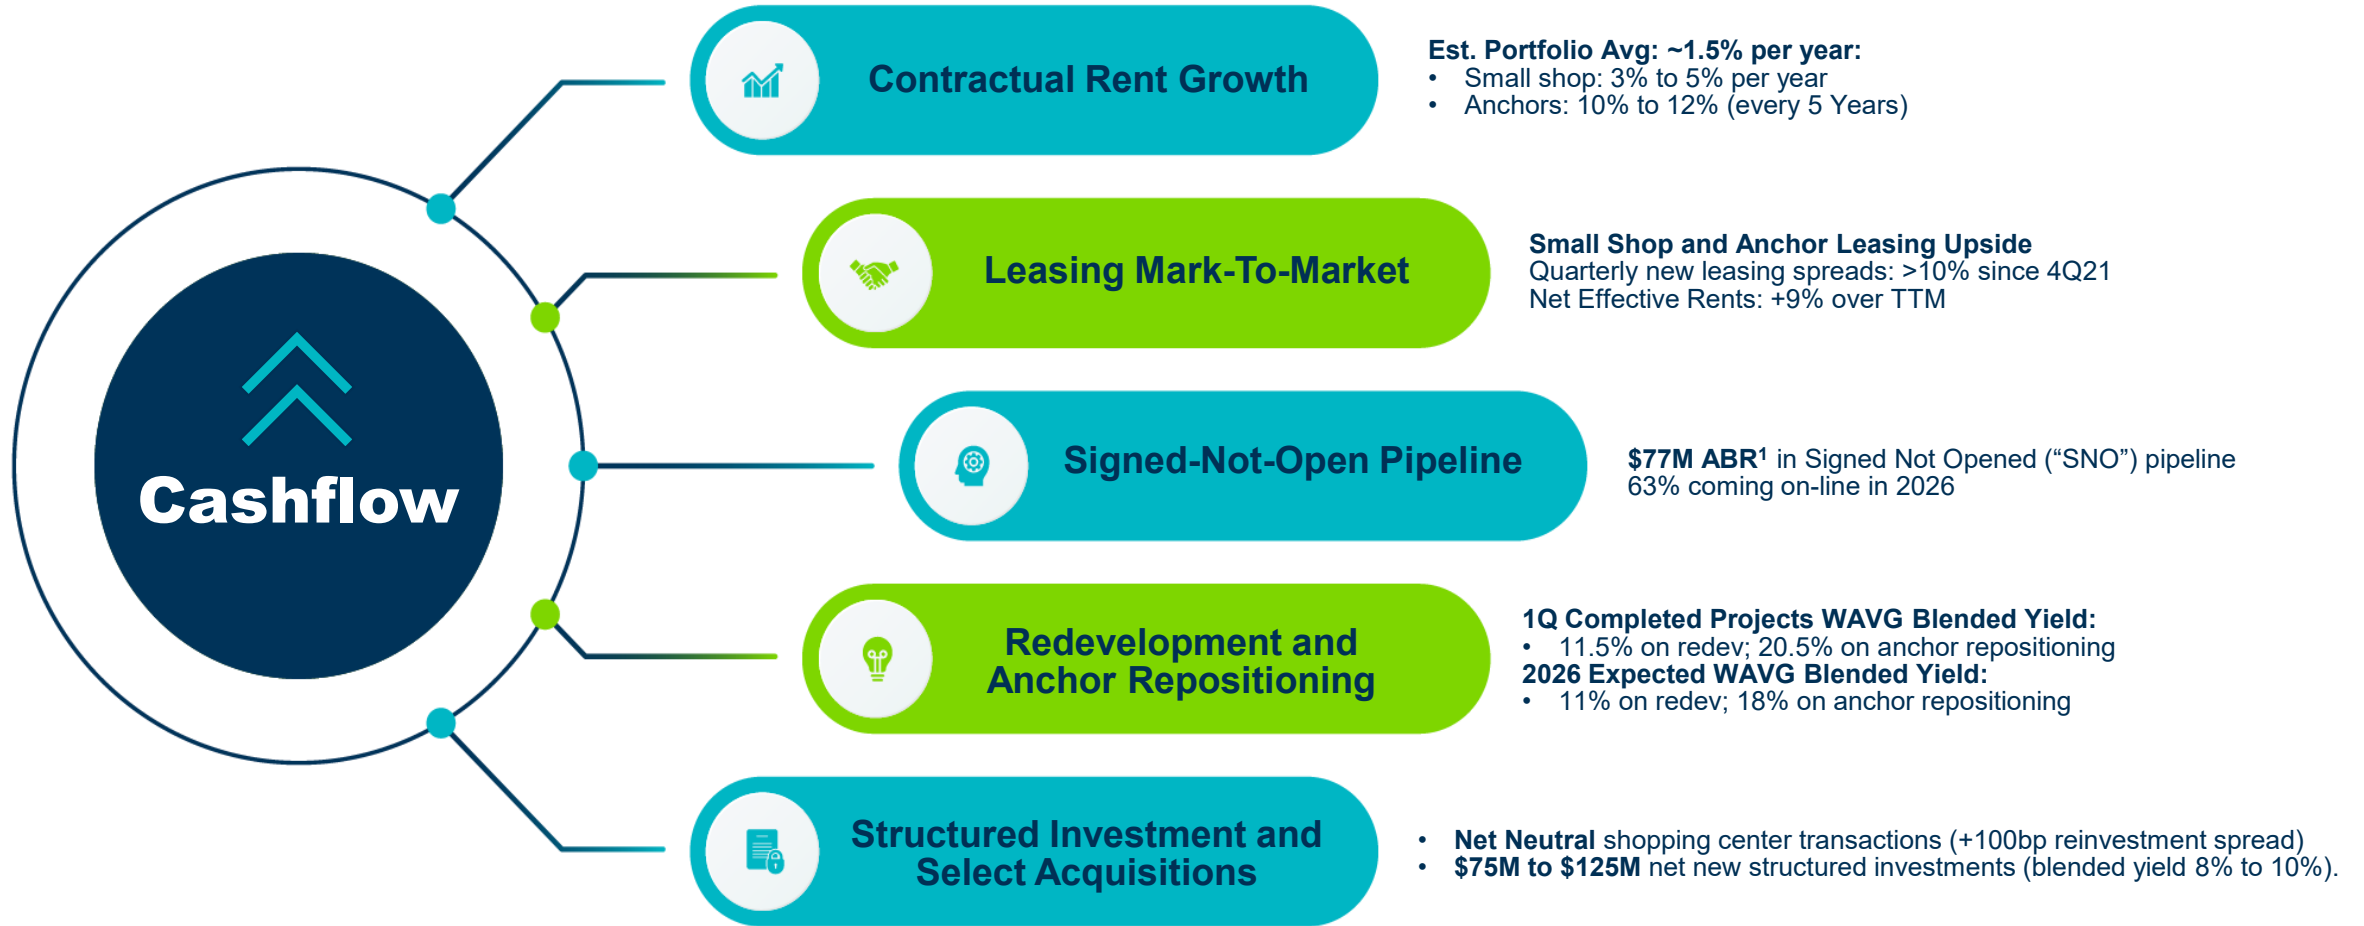 Cashflow
Contractual Rent Growth
Est. Portfolio Avg: ~1.5% per year:
• Small shop: 3% to 5% per year
• Anchors: 10% to 12% (every 5 Years)
Leasing Mark-To-Market
Small Shop and Anchor Leasing Upside
Quarterly new leasing spreads: >10% since 4Q21
Net Effective Rents: +9% over TTM
Signed-Not-Open Pipeline
$77M ABR¹ in Signed Not Opened (“SNO”) pipeline
63% coming on-line in 2026
Redevelopment and
Anchor Repositioning
1Q Completed Projects WAVG Blended Yield:
• 11.5% on redev; 20.5% on anchor repositioning
2026 Expected WAVG Blended Yield:
• 11% on redev; 18% on anchor repositioning
Structured Investment and
Select Acquisitions
• Net Neutral shopping center transactions (+100bp reinvestment spread)
• $75M to $125M net new structured investments (blended yield 8% to 10%).